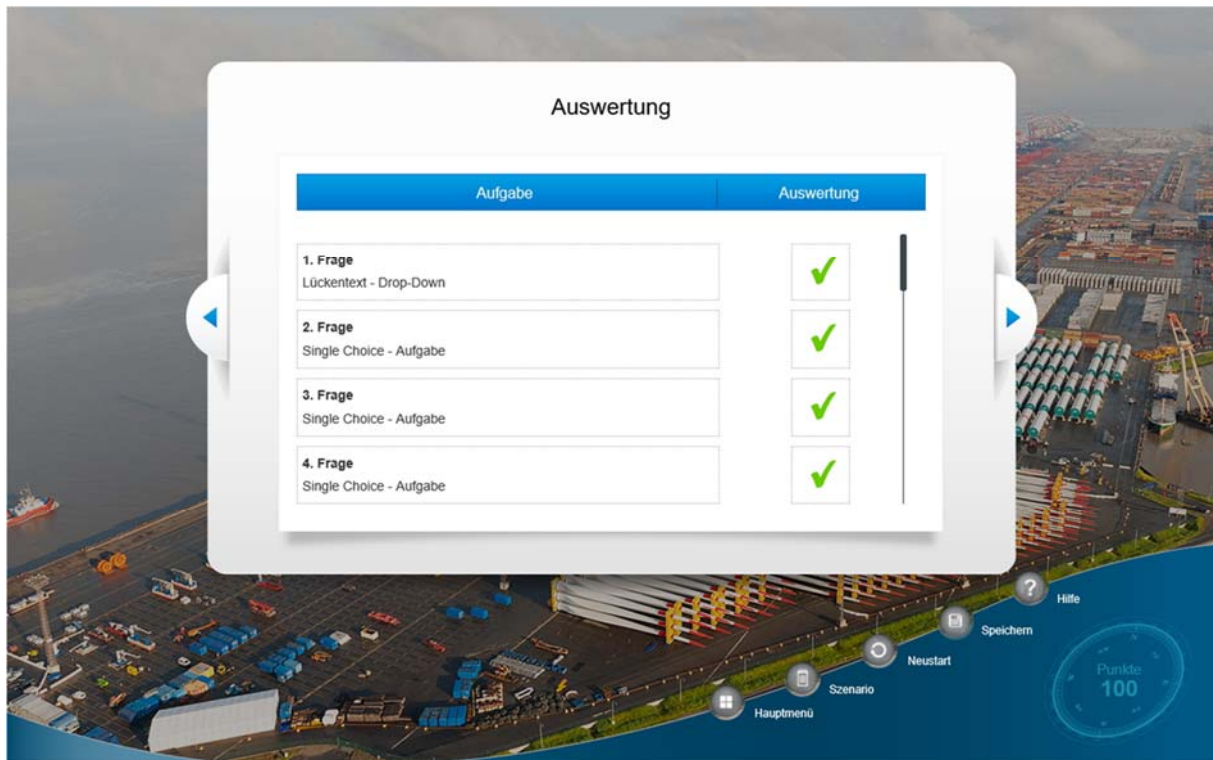 Auswertung
Aufgabe
Auswertung
1. Frage
Lückentext - Drop-Down
2. Frage
Single Choice - Aufgabe
3. Frage
Single Choice - Aufgabe
4. Frage
Single Choice - Aufgabe
? Hilfe
Speichern
Neustart
Szenario
Hauptmenü
Punkte
100